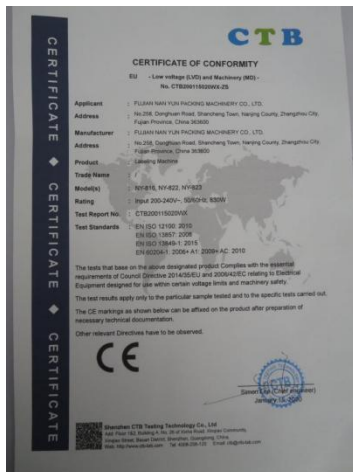 CTB
CERTIFICATE ◆ CERTIFICATE ◆ CERTIFICATE
CERTIFICATE OF CONFORMITY
EU - Low voltage (LVD) and Machinery (MD) -
No. CTB200115020WX-ZS
Applicant : FUJIAN NAN YUN PACKING MACHINERY CO., LTD.
Address : No.258, Donghuan Road, Shancheng Town, Nanjing County, Zhangzhou City,
Fujian Province, China 363600
Manufacturer : FUJIAN NAN YUN PACKING MACHINERY CO., LTD.
Address : No.258, Donghuan Road, Shancheng Town, Nanjing County, Zhangzhou City,
Fujian Province, China 363600
Product : Labeling Machine
Trade Name : /
Model(s) : NY-816, NY-822, NY-823
Rating : Input 200-240V~, 50/60Hz, 630W
Test Report No. : CTB200115020WX
Test Standards : EN ISO 12100: 2010
EN ISO 13857: 2008
EN ISO 13849-1: 2015
EN 60204-1: 2006+ A1: 2009+ AC: 2010
The tests that base on the above designated product Complies with the essential
requirements of Council Directive 2014/35/EU and 2006/42/EC relating to Electrical
Equipment designed for use within certain voltage limits and machinery safety.
The test results apply only to the particular sample tested and to the specific tests carried out.
The CE markings as shown below can be affixed on the product after preparation of
necessary technical documentation.
Other relevant Directives have to be observed.
CE
(Chief engineer)
January 15, 2020
Shenzhen CTB Testing Technology Co., Ltd